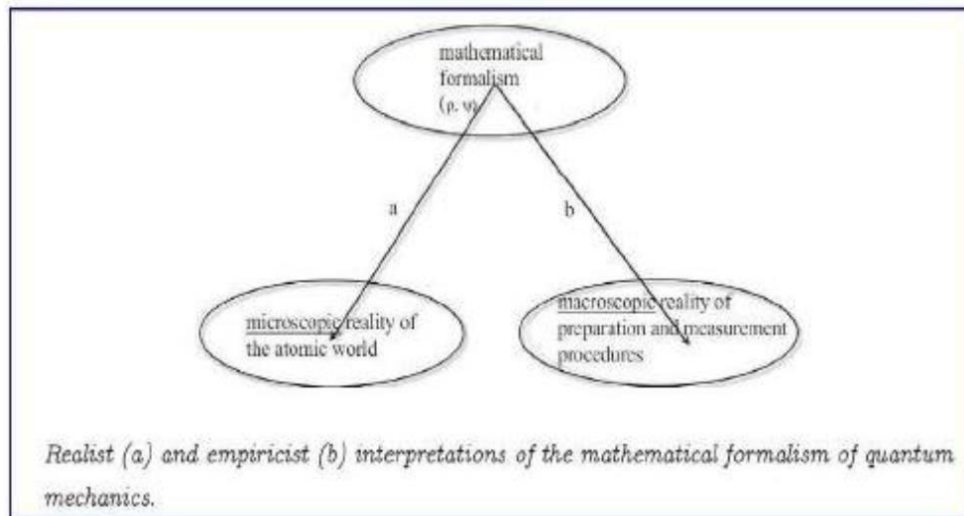 mathematical
formalism
(ρ, ψ)
a
b
microscopic reality of
the atomic world
macroscopic reality of
preparation and measurement
procedures
Realist (a) and empiricist (b) interpretations of the mathematical formalism of quantum
mechanics.